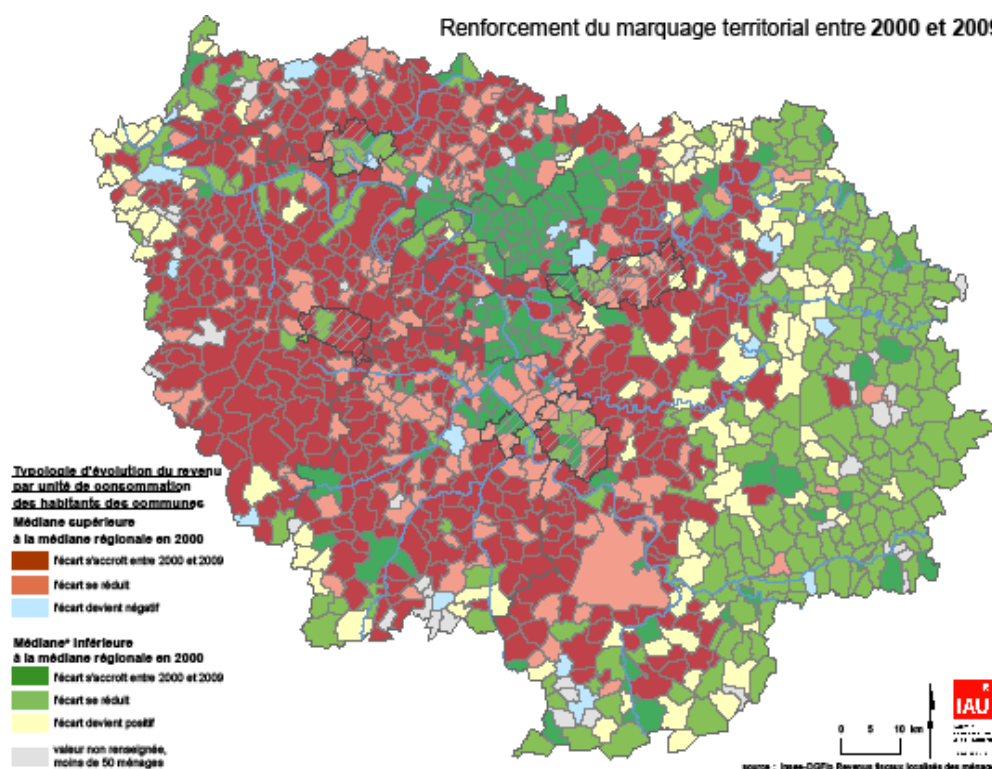 Renforcement du marquage territorial entre 2000 et 2009
Typologie d'évolution du revenu
par unité de consommation
des habitants des communes
Médiane supérieure
à la médiane régionale en 2000
l'écart s'accroît entre 2000 et 2009
l'écart se réduit
l'écart devient négatif
Médiane* inférieure
à la médiane régionale en 2000
l'écart s'accroît entre 2000 et 2009
l'écart se réduit
l'écart devient positif
valeur non renseignée,
moins de 50 ménages
R
IAU
0 5 10 km
source : Insee-DGFip Revenus fiscaux localisés des ménage